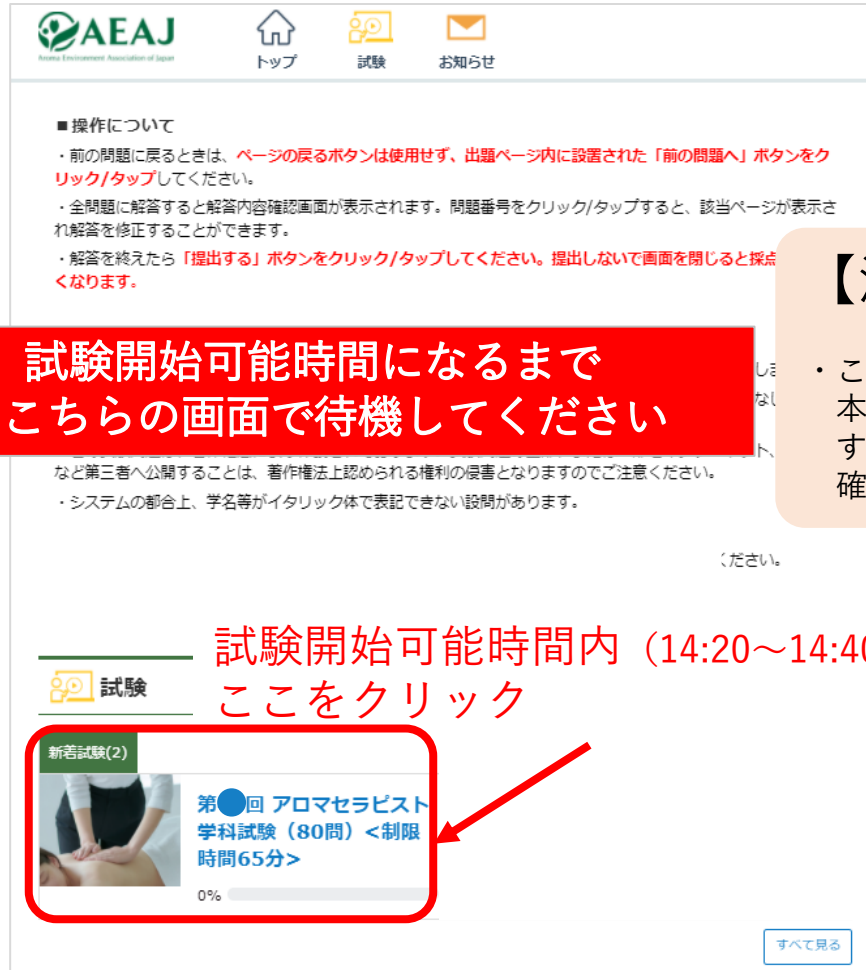 AEAJ
Aroma Environment Association of Japan
トップ
試験
お知らせ
■操作について
・前の問題に戻るときは、ページの戻るボタンは使用せず、出題ページ内に設置された「前の問題へ」ボタンをク
リック/タップしてください。
・全問題に解答すると解答内容確認画面が表示されます。問題番号をクリック/タップすると、該当ページが表示さ
れ解答を修正することができます。
・解答を終えたら「提出する」ボタンをクリック/タップしてください。提出しないで画面を閉じると採点
くなります。
試験開始可能時間になるまで
こちらの画面で待機してください
・こ
本
す
確
など第三者へ公開することは、著作権法上認められる権利の侵害となりますのでご注意ください。
・システムの都合上、学名等がイタリック体で表記できない設問があります。
ください。
試験開始可能時間内（14:20～14:40
ここをクリック
試験
新着試験(2)
第 回 アロマセラピスト
学科試験（80問）<制限
時間65分>
0%
すべて見る